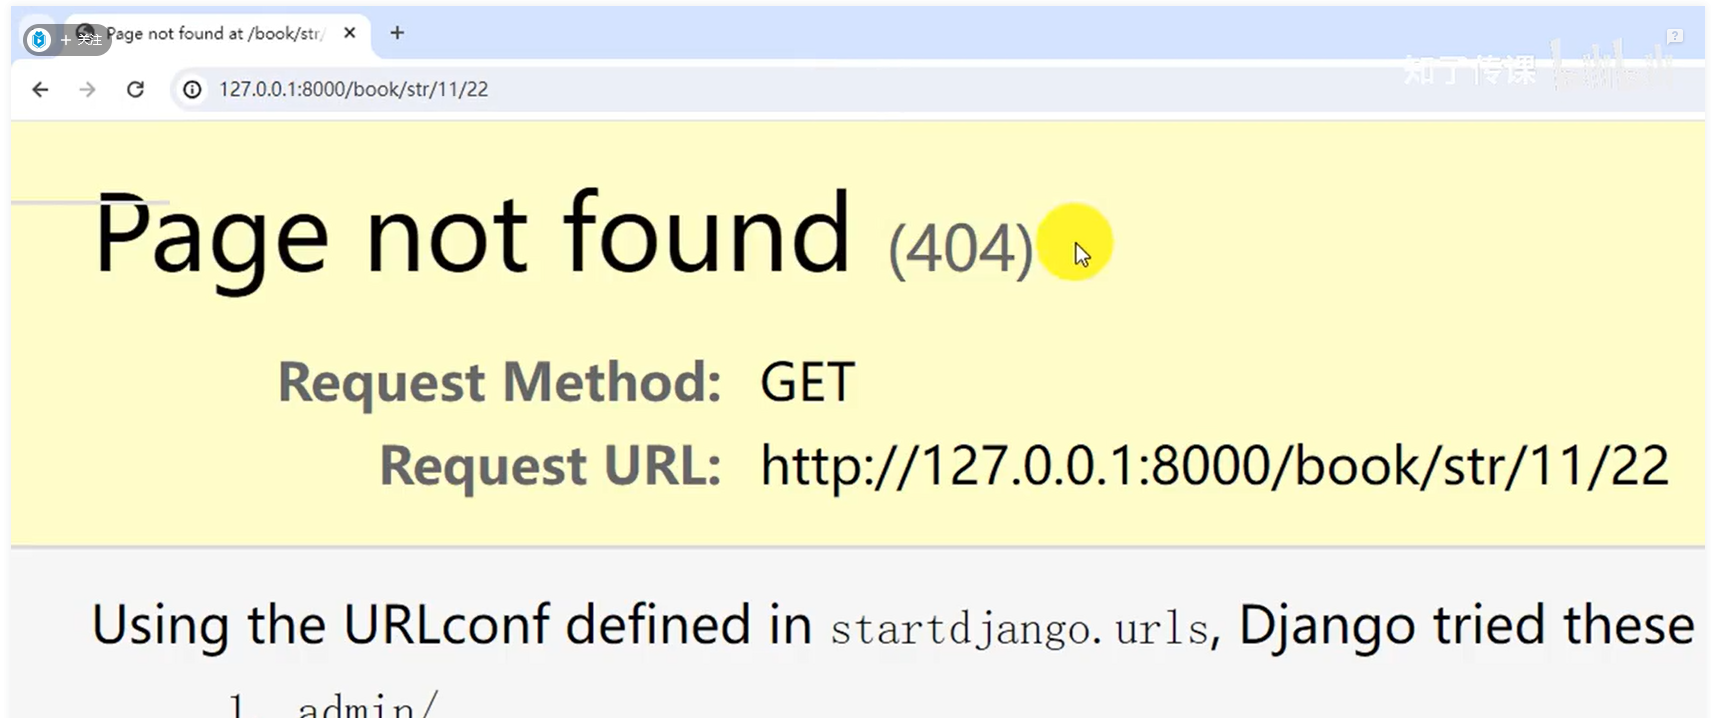 + 关注
Page not found at /book/str/
127.0.0.1:8000/book/str/11/22
知了传课 bilibili
Page not found (404)
Request Method: GET
Request URL: http://127.0.0.1:8000/book/str/11/22
Using the URLconf defined in startdjango.urls, Django tried these
1. admin/